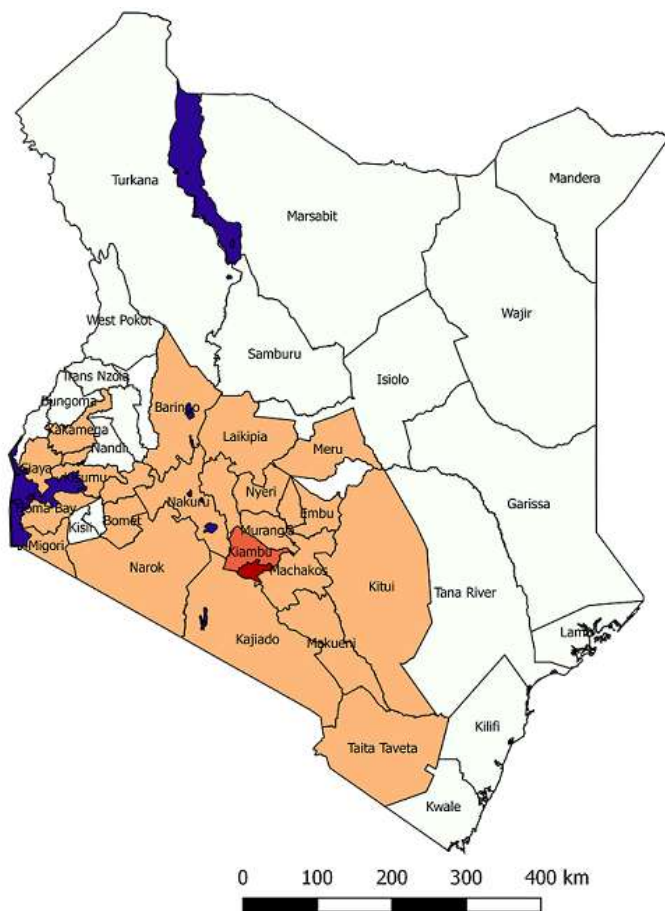 Mandera
Turkana
Marsabit
Wajir
West Pokot
Samburu
Isiolo
Trans Nzoia
Bungoma
Baringo
Kakamega
Laikipia
Nandi
Meru
Siaya
Kisumu
Garissa
Nakuru
Nyeri
Embu
Homa Bay
Kisii
Bomet
Murang'a
Migori
Kiambu
Narok
Machakos
Kitui
Tana River
Kajiado
Makueni
Lamu
Kilifi
Taita Taveta
Kwale
0 100 200 300 400 km